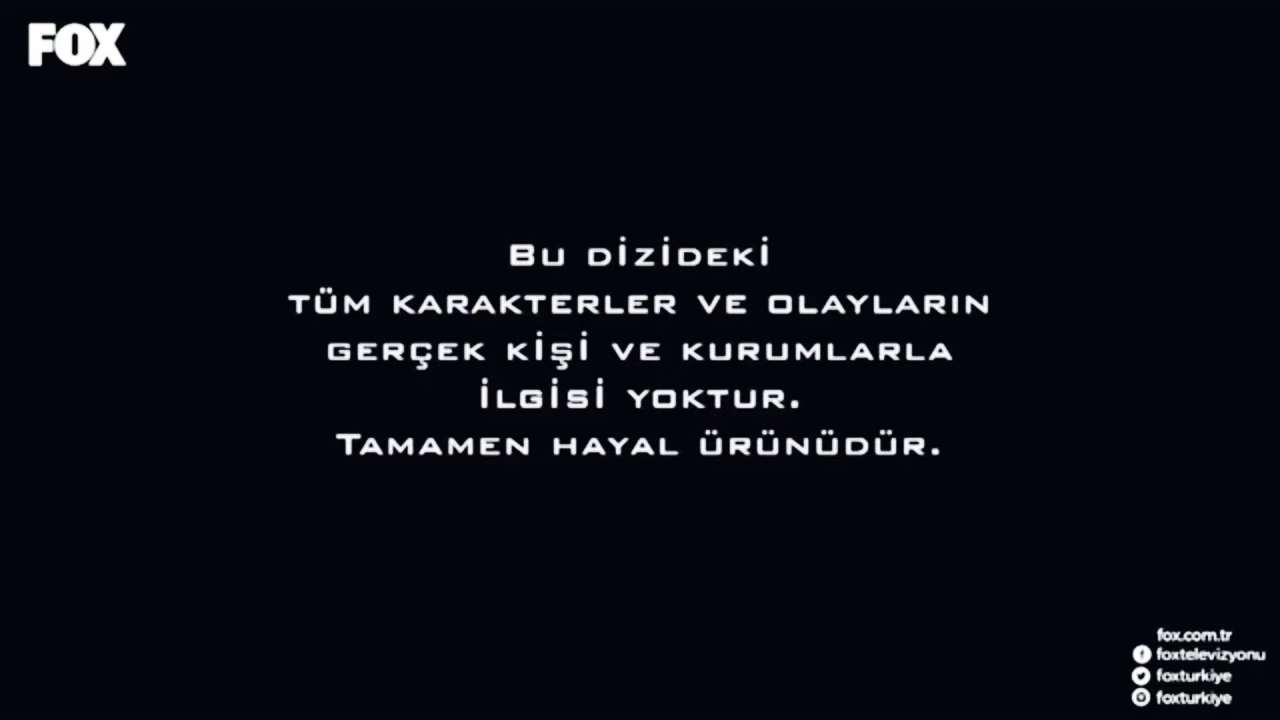 FOX
Bu dizideki
tüm karakterler ve olayların
gerçek kişi ve kurumlarla
ilgisi yoktur.
Tamamen hayal ürünüdür.
fox.com.tr
foxtelevizyonu
foxturkiye
foxturkiye